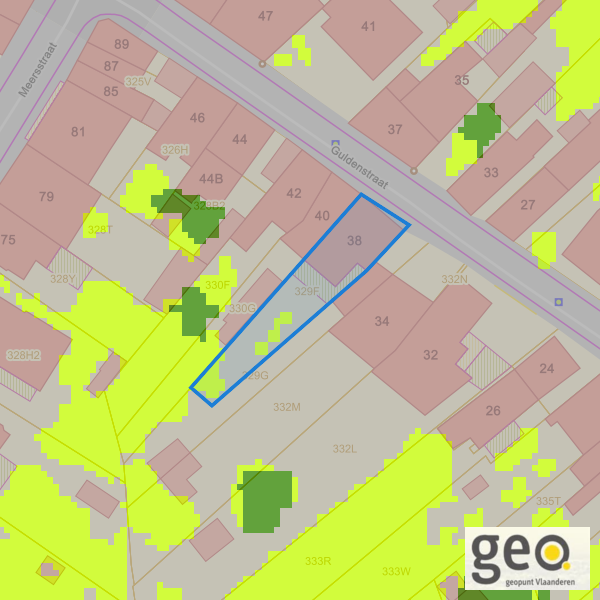 47
41
89
87
325V
85
Meersstraat
35
46
44
81
326H
37
Guldenstraat
33
44B
79
42
40
27
328T
38
75
332N
328Y
330F
329F
330G
34
328H2
32
24
329G
332M
26
332L
335T
333R
333W
geo.
geopunt Vlaanderen